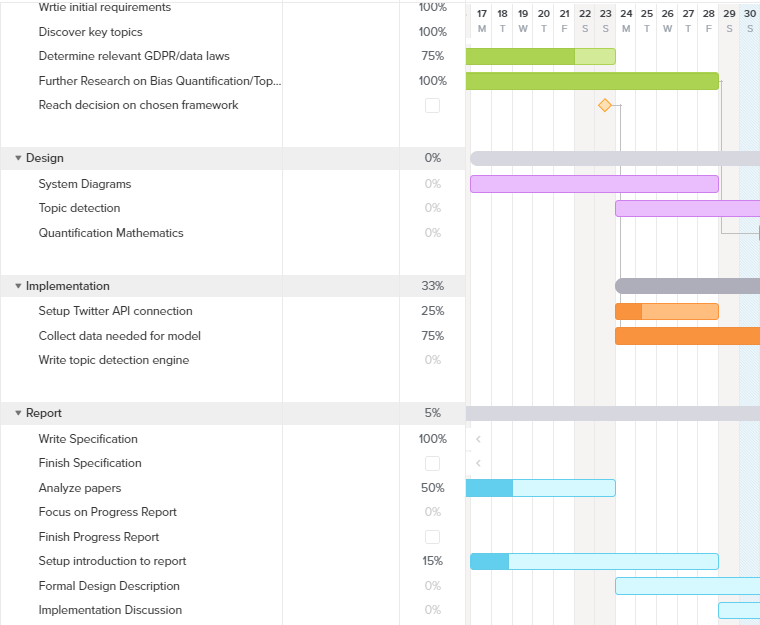 Wrtie initial requirements 100%
17 18 19 20 21 22 23 24 25 26 27 28 29 30
M T W T F S S M T W T F S S
Discover key topics 100%
Determine relevant GDPR/data laws 75%
Further Research on Bias Quantification/Top... 100%
Reach decision on chosen framework
Design 0%
System Diagrams 0%
Topic detection 0%
Quantification Mathematics 0%
Implementation 33%
Setup Twitter API connection 25%
Collect data needed for model 75%
Write topic detection engine 0%
Report 5%
Write Specification 100%
Finish Specification
Analyze papers 50%
Focus on Progress Report 0%
Finish Progress Report
Setup introduction to report 15%
Formal Design Description 0%
Implementation Discussion 0%